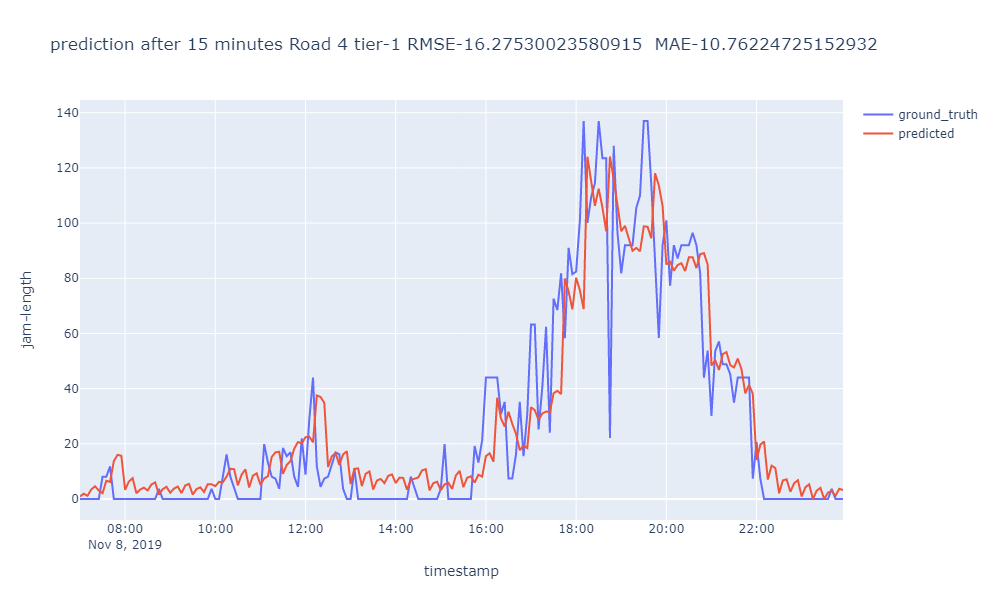 prediction after 15 minutes Road 4 tier-1 RMSE-16.27530023580915  MAE-10.76224725152932
ground_truth
predicted
jam-length
140
120
100
80
60
40
20
0
08:00
10:00
12:00
14:00
16:00
18:00
20:00
22:00
Nov 8, 2019
timestamp